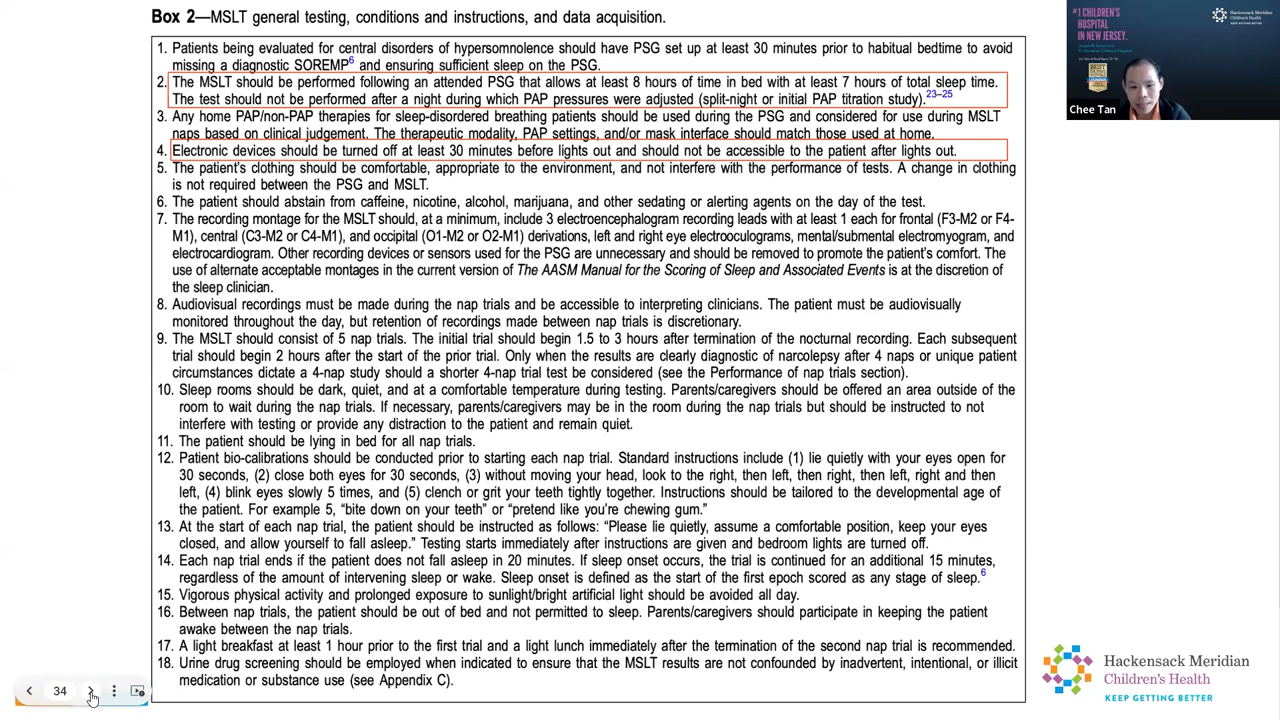 Box 2—MSLT general testing, conditions and instructions, and data acquisition.
1. Patients being evaluated for central disorders of hypersomnolence should have PSG set up at least 30 minutes prior to habitual bedtime to avoid
missing a diagnostic SOREMP6 and ensuring sufficient sleep on the PSG.
2. The MSLT should be performed following an attended PSG that allows at least 8 hours of time in bed with at least 7 hours of total sleep time.
The test should not be performed after a night during which PAP pressures were adjusted (split-night or initial PAP titration study).23–25
3. Any home PAP/non-PAP therapies for sleep-disordered breathing patients should be used during the PSG and considered for use during MSLT
naps based on clinical judgement. The therapeutic modality, PAP settings, and/or mask interface should match those used at home.
4. Electronic devices should be turned off at least 30 minutes before lights out and should not be accessible to the patient after lights out.
5. The patient's clothing should be comfortable, appropriate to the environment, and not interfere with the performance of tests. A change in clothing
is not required between the PSG and MSLT.
6. The patient should abstain from caffeine, nicotine, alcohol, marijuana, and other sedating or alerting agents on the day of the test.
7. The recording montage for the MSLT should, at a minimum, include 3 electroencephalogram recording leads with at least 1 each for frontal (F3-M2 or F4-
M1), central (C3-M2 or C4-M1), and occipital (O1-M2 or O2-M1) derivations, left and right eye electrooculograms, mental/submental electromyogram, and
electrocardiogram. Other recording devices or sensors used for the PSG are unnecessary and should be removed to promote the patient's comfort. The
use of alternate acceptable montages in the current version of The AASM Manual for the Scoring of Sleep and Associated Events is at the discretion of
the sleep clinician.
8. Audiovisual recordings must be made during the nap trials and be accessible to interpreting clinicians. The patient must be audiovisually
monitored throughout the day, but retention of recordings made between nap trials is discretionary.
9. The MSLT should consist of 5 nap trials. The initial trial should begin 1.5 to 3 hours after termination of the nocturnal recording. Each subsequent
trial should begin 2 hours after the start of the prior trial. Only when the results are clearly diagnostic of narcolepsy after 4 naps or unique patient
circumstances dictate a 4-nap study should a shorter 4-nap trial test be considered (see the Performance of nap trials section).
10. Sleep rooms should be dark, quiet, and at a comfortable temperature during testing. Parents/caregivers should be offered an area outside of the
room to wait during the nap trials. If necessary, parents/caregivers may be in the room during the nap trials but should be instructed to not
interfere with testing or provide any distraction to the patient and remain quiet.
11. The patient should be lying in bed for all nap trials.
12. Patient bio-calibrations should be conducted prior to starting each nap trial. Standard instructions include (1) lie quietly with your eyes open for
30 seconds, (2) close both eyes for 30 seconds, (3) without moving your head, look to the right, then left, then right, then left, right and then
left, (4) blink eyes slowly 5 times, and (5) clench or grit your teeth tightly together. Instructions should be tailored to the developmental age of
the patient. For example 5, “bite down on your teeth” or “pretend like you're chewing gum.”
13. At the start of each nap trial, the patient should be instructed as follows: “Please lie quietly, assume a comfortable position, keep your eyes
closed, and allow yourself to fall asleep.” Testing starts immediately after instructions are given and bedroom lights are turned off.
14. Each nap trial ends if the patient does not fall asleep in 20 minutes. If sleep onset occurs, the trial is continued for an additional 15 minutes,
regardless of the amount of intervening sleep or wake. Sleep onset is defined as the start of the first epoch scored as any stage of sleep.6
15. Vigorous physical activity and prolonged exposure to sunlight/bright artificial light should be avoided all day.
16. Between nap trials, the patient should be out of bed and not permitted to sleep. Parents/caregivers should participate in keeping the patient
awake between the nap trials.
17. A light breakfast at least 1 hour prior to the first trial and a light lunch immediately after the termination of the second nap trial is recommended.
18. Urine drug screening should be employed when indicated to ensure that the MSLT results are not confounded by inadvertent, intentional, or illicit
medication or substance use (see Appendix C).
34
#1 CHILDREN'S
HOSPITAL
IN NEW JERSEY.
Hackensack Meridian
Children's Health
Chee Tan
Hackensack Meridian
Children's Health
KEEP GETTING BETTER